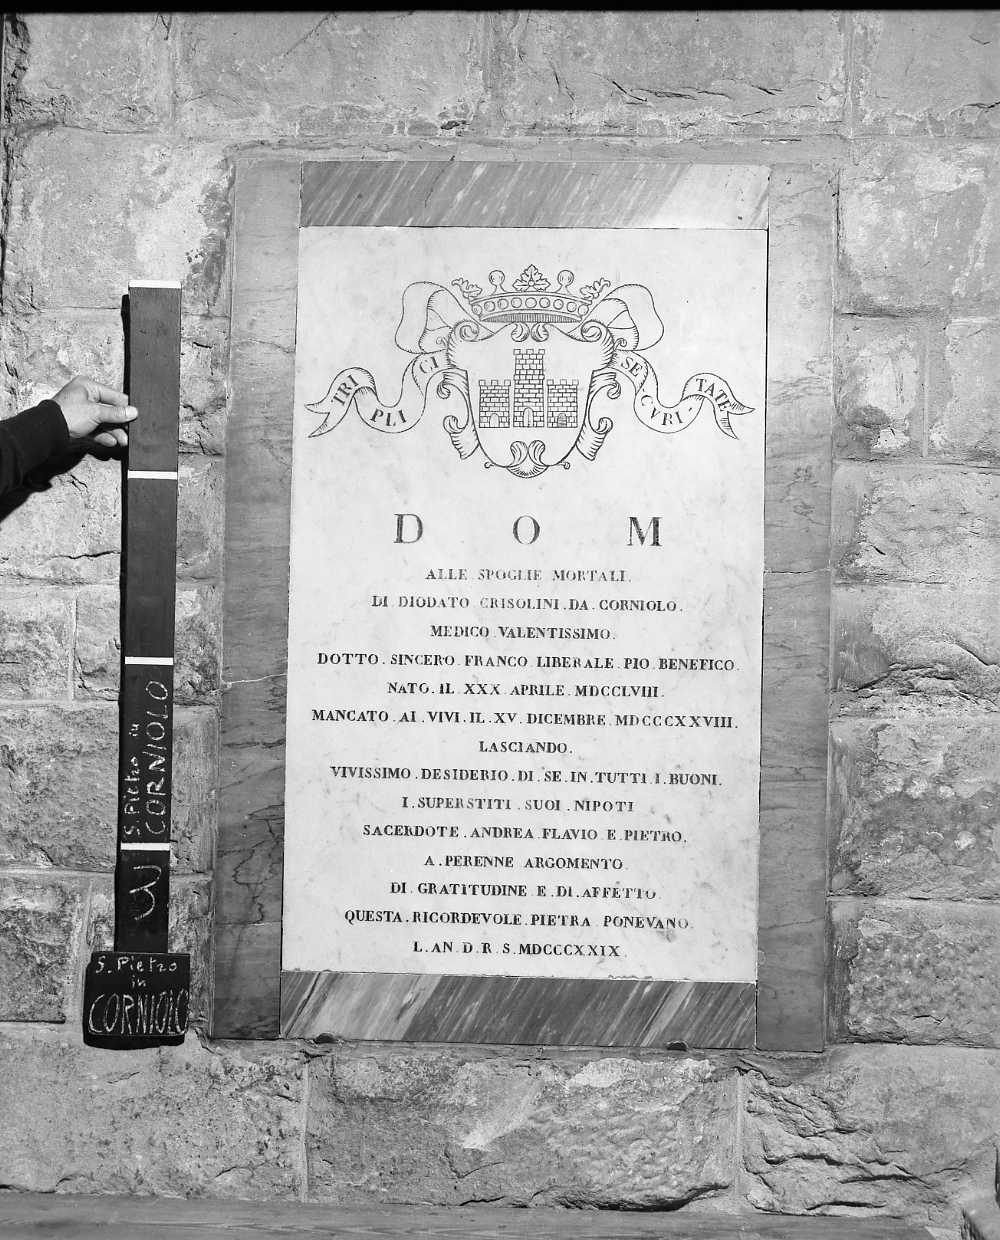 TRI
PLI
CI
SE
CVRI-
TATE
D O M
ALLE . SPOGLIE . MORTALI.
DI . DIODATO . CRISOLINI . DA . CORNIOLO.
MEDICO . VALENTISSIMO.
DOTTO . SINCERO . FRANCO . LIBERALE . PIO . BENEFICO.
NATO . IL . XXX . APRILE . MDCCLVIII.
MANCATO . AI . VIVI . IL . XV . DICEMBRE . MDCCCXXVIII.
LASCIANDO.
VIVISSIMO . DESIDERIO . DI . SE . IN . TUTTI . I . BUONI.
I . SUPERSTITI . SUOI . NIPOTI
SACERDOTE . ANDREA . FLAVIO . E . PIETRO.
A . PERENNE . ARGOMENTO.
DI . GRATITUDINE . E . DI . AFFETTO.
QUESTA . RICORDEVOLE . PIETRA . PONEVANO.
L . AN . D . R . S . MDCCCXXIX.
S. Pietro in
CORNIOLO
3
S. Pietro
in
CORNIOLO